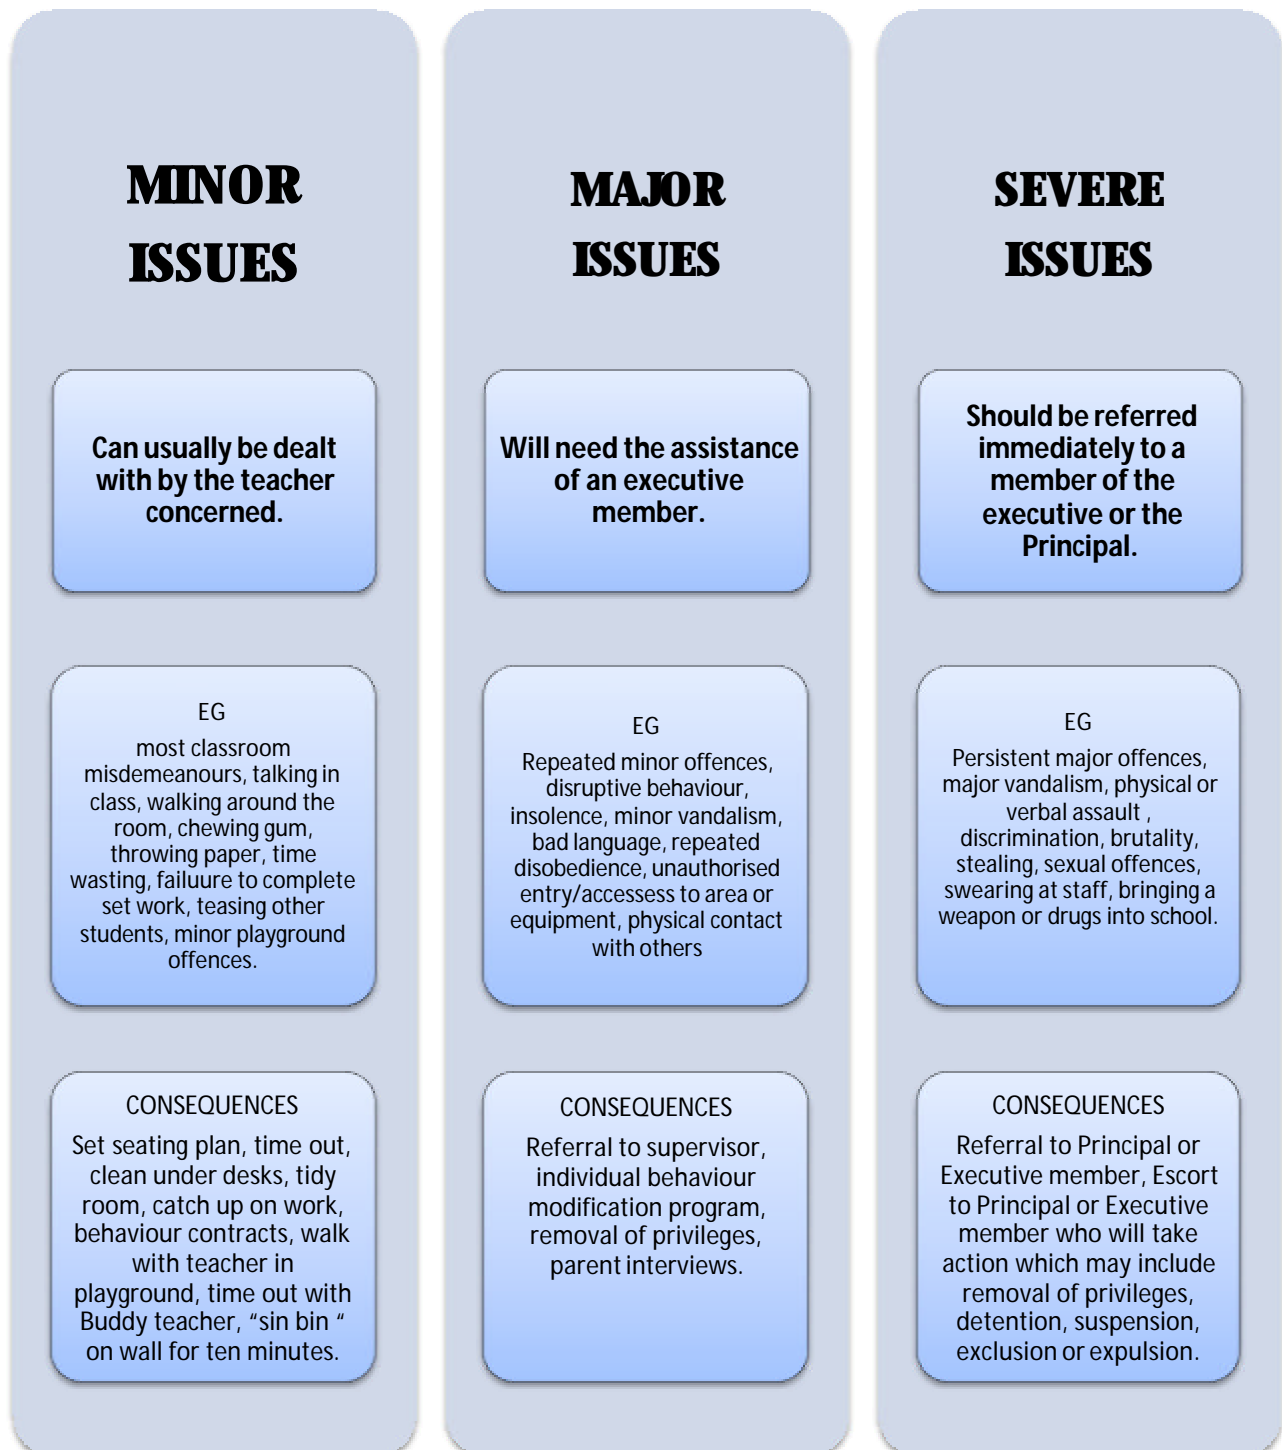 MINOR
ISSUES
Can usually be dealt
with by the teacher
concerned.
EG
most classroom
misdemeanours, talking in
class, walking around the
room, chewing gum,
throwing paper, time
wasting, failuure to complete
set work, teasing other
students, minor playground
offences.
CONSEQUENCES
Set seating plan, time out,
clean under desks, tidy
room, catch up on work,
behaviour contracts, walk
with teacher in
playground, time out with
Buddy teacher, “sin bin “
on wall for ten minutes.
MAJOR
ISSUES
Will need the assistance
of an executive
member.
EG
Repeated minor offences,
disruptive behaviour,
insolence, minor vandalism,
bad language, repeated
disobedience, unauthorised
entry/accessess to area or
equipment, physical contact
with others
CONSEQUENCES
Referral to supervisor,
individual behaviour
modification program,
removal of privileges,
parent interviews.
SEVERE
ISSUES
Should be referred
immediately to a
member of the
executive or the
Principal.
EG
Persistent major offences,
major vandalism, physical or
verbal assault ,
discrimination, brutality,
stealing, sexual offences,
swearing at staff, bringing a
weapon or drugs into school.
CONSEQUENCES
Referral to Principal or
Executive member, Escort
to Principal or Executive
member who will take
action which may include
removal of privileges,
detention, suspension,
exclusion or expulsion.